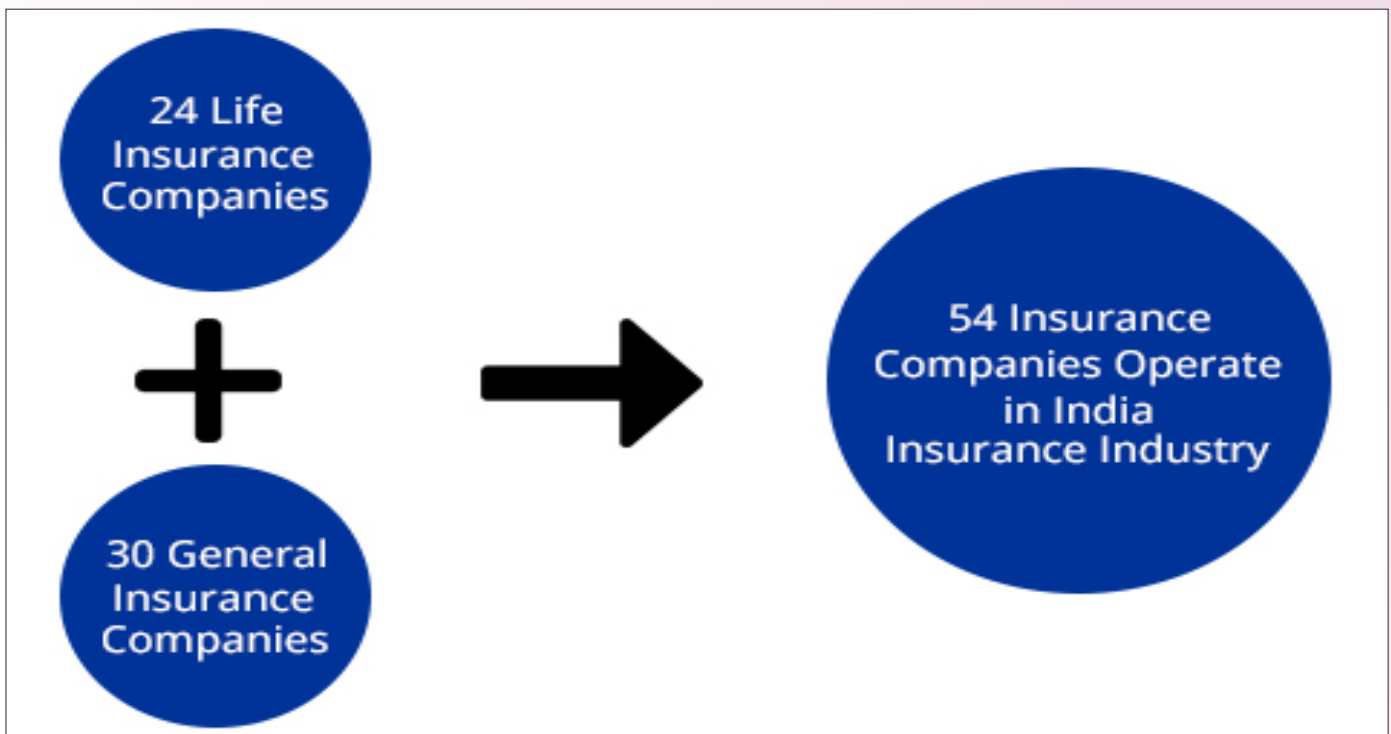 24 Life
Insurance
Companies
30 General
Insurance
Companies
54 Insurance
Companies Operate
in India
Insurance Industry